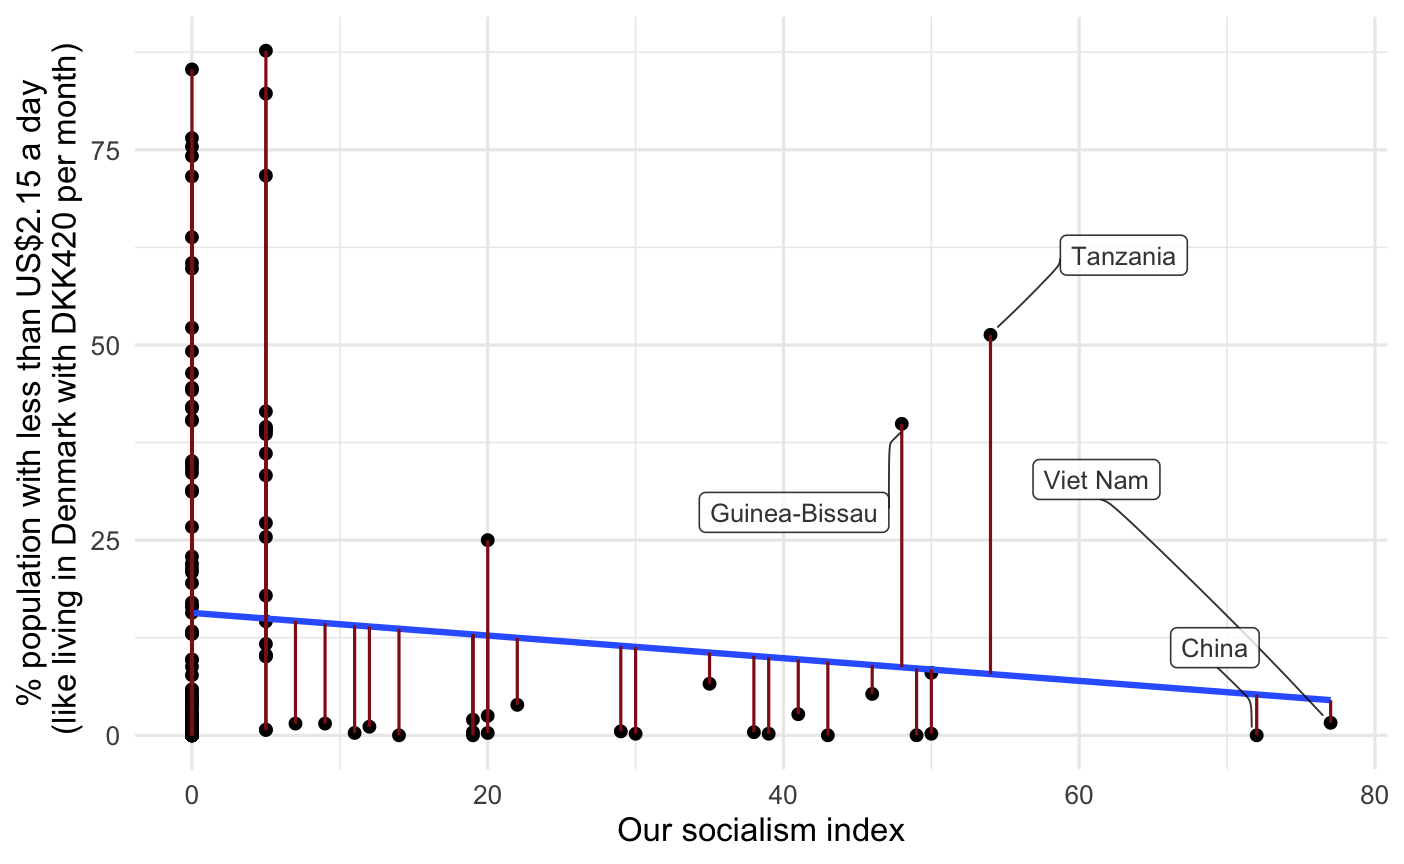 % population with less than US$2.15 a day
(like living in Denmark with DKK420 per month)
75
50
25
0
Tanzania
Viet Nam
Guinea-Bissau
China
0
20
40
60
80
Our socialism index